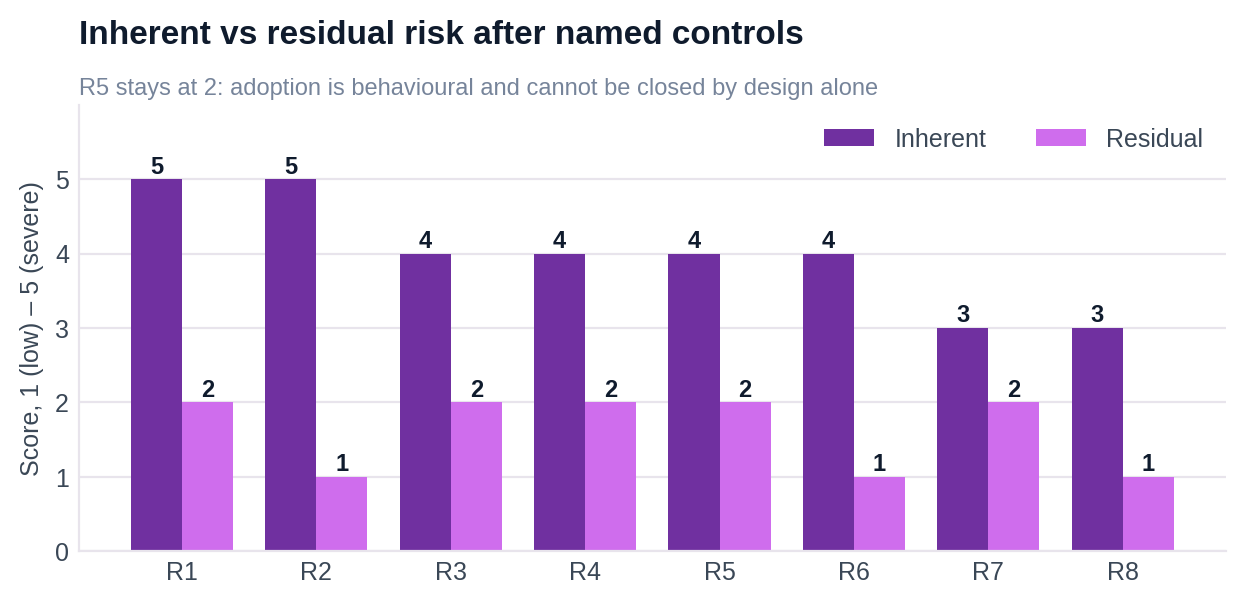 Inherent vs residual risk after named controls
R5 stays at 2: adoption is behavioural and cannot be closed by design alone
Inherent Residual
Score, 1 (low) – 5 (severe)
5
4
3
2
1
0
5 2 5 1 4 2 4 2 4 2 4 1 3 2 3 1
R1 R2 R3 R4 R5 R6 R7 R8